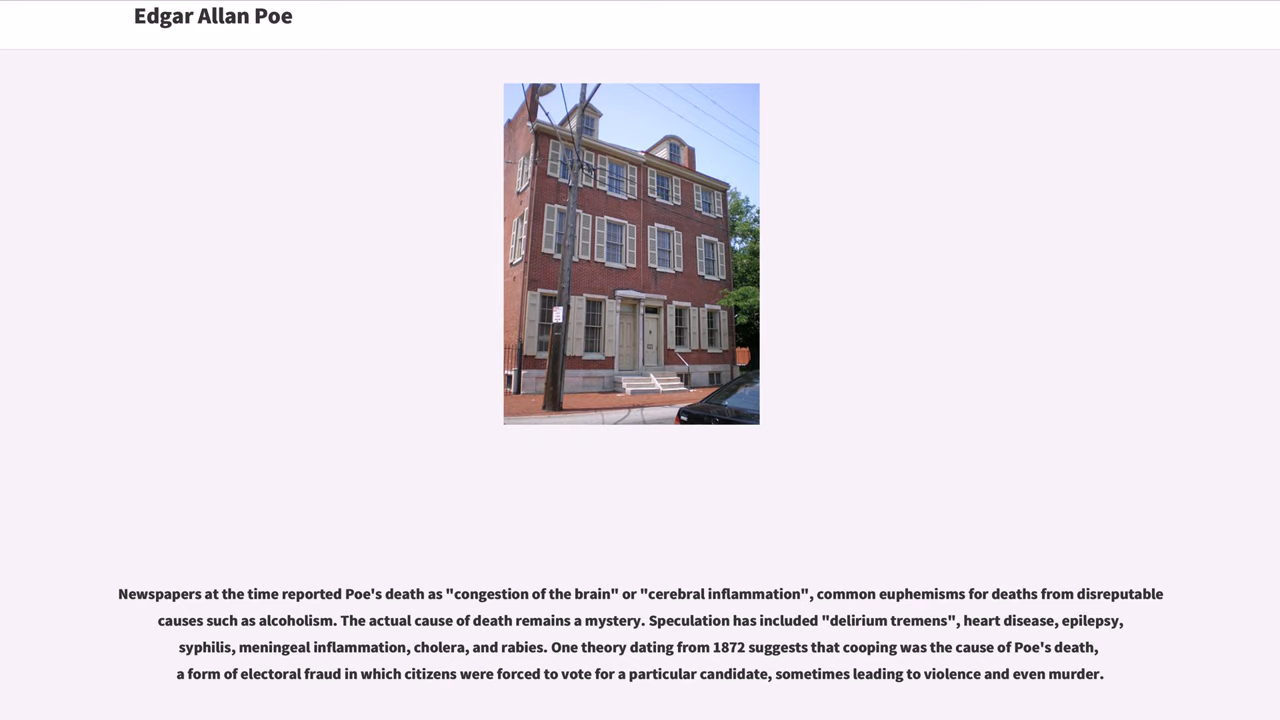 Edgar Allan Poe
Newspapers at the time reported Poe's death as "congestion of the brain" or "cerebral inflammation", common euphemisms for deaths from disreputable
causes such as alcoholism. The actual cause of death remains a mystery. Speculation has included "delirium tremens", heart disease, epilepsy,
syphilis, meningeal inflammation, cholera, and rabies. One theory dating from 1872 suggests that cooping was the cause of Poe's death,
a form of electoral fraud in which citizens were forced to vote for a particular candidate, sometimes leading to violence and even murder.